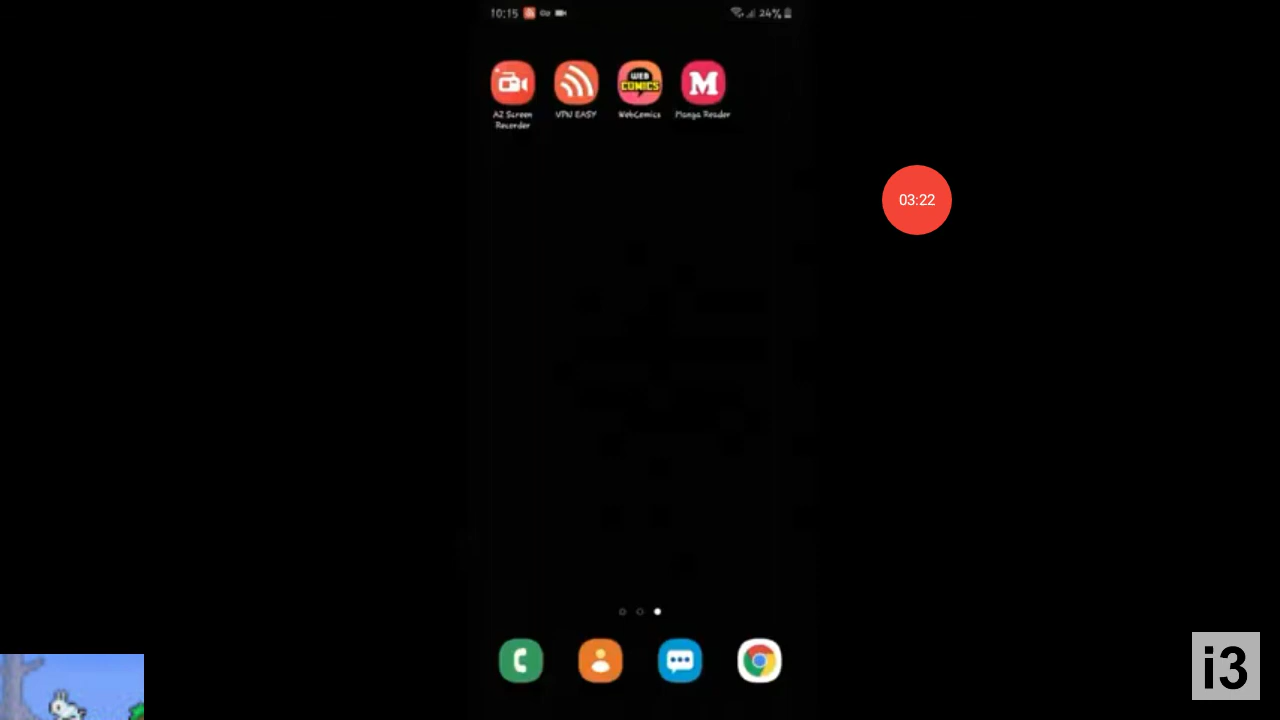 10:15
24%
WEB
COMICS
M
AZ Screen
Recorder
VPN EASY
WebComics
Manga Reader
03:22
i3